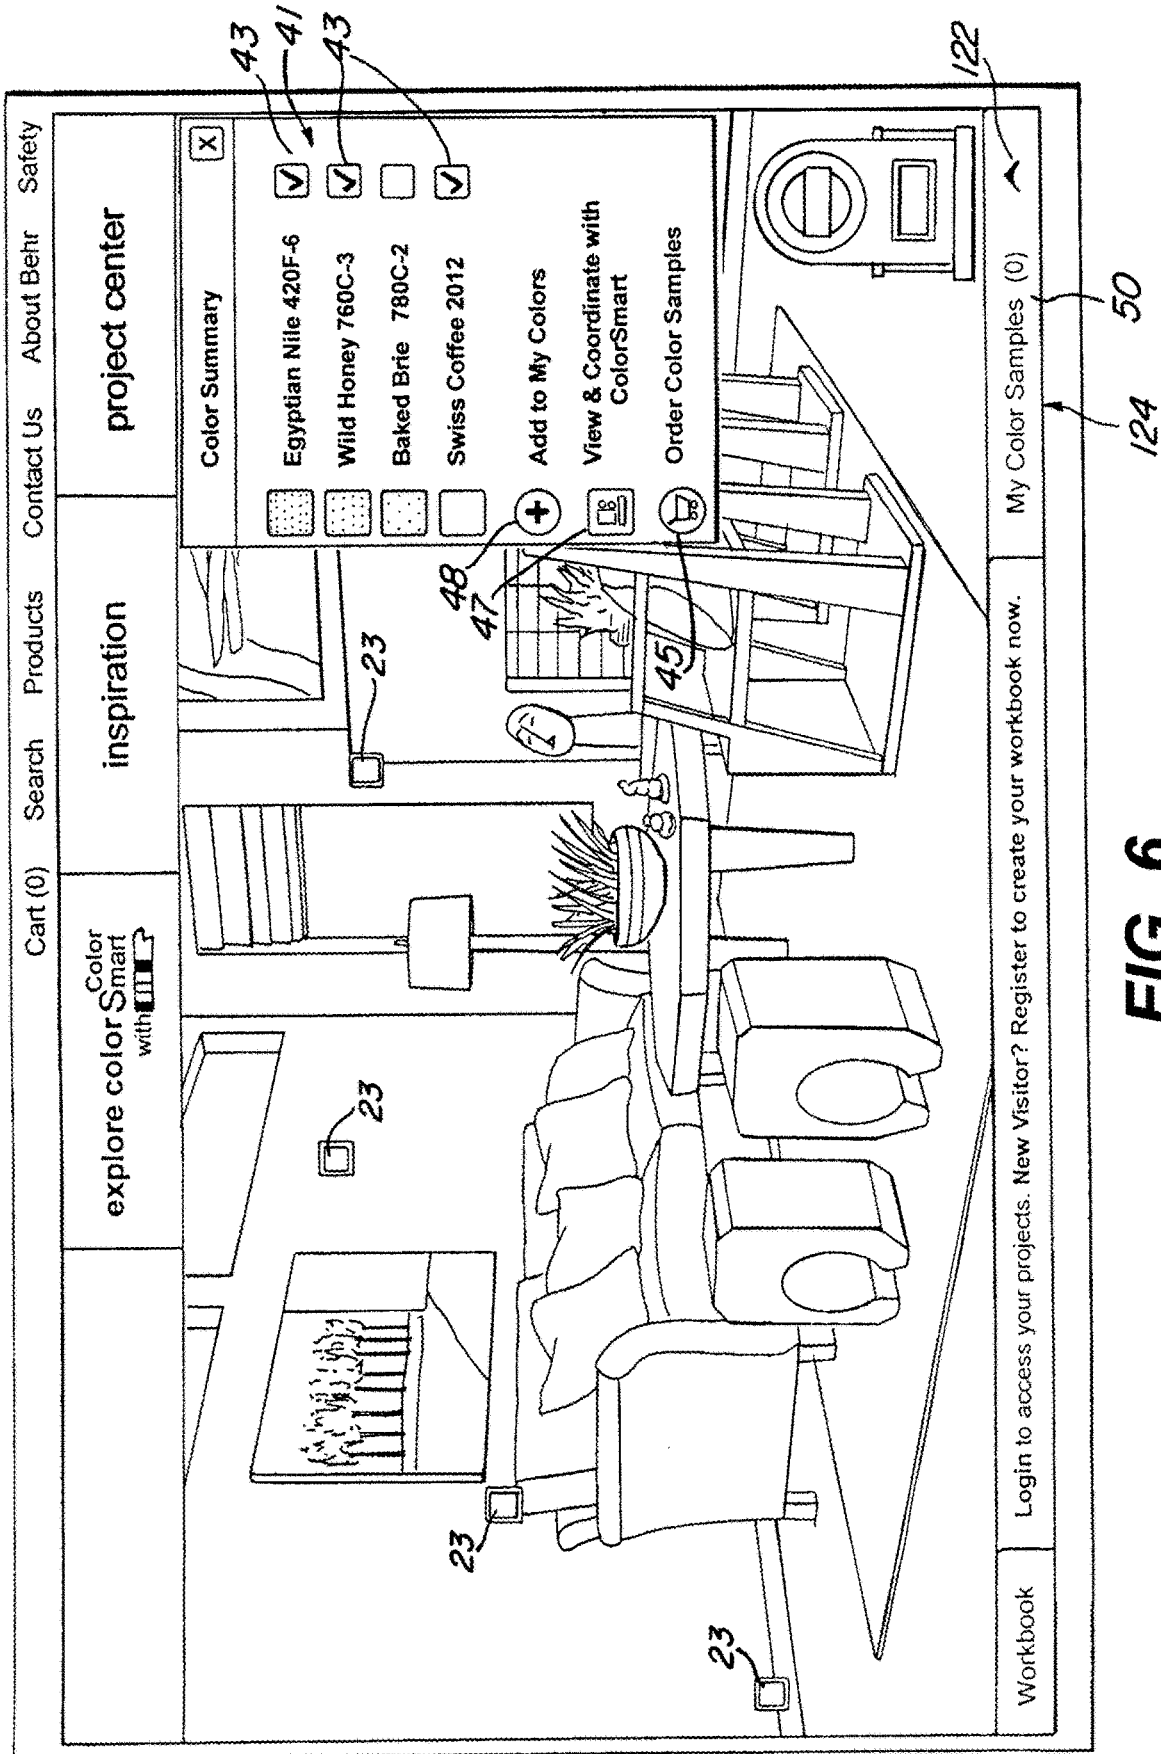 Cart (0) Search Products Contact Us About Behr Safety
explore color
Color
Smart
with
inspiration
project center
Color Summary
X
Egyptian Nile 420F-6
Wild Honey 760C-3
Baked Brie 780C-2
Swiss Coffee 2012
Add to My Colors
View & Coordinate with
ColorSmart
Order Color Samples
43
41
43
48
47
45
23
23
23
23
Workbook
Login to access your projects. New Visitor? Register to create your workbook now.
My Color Samples (0)
122
50
124
FIG. 6